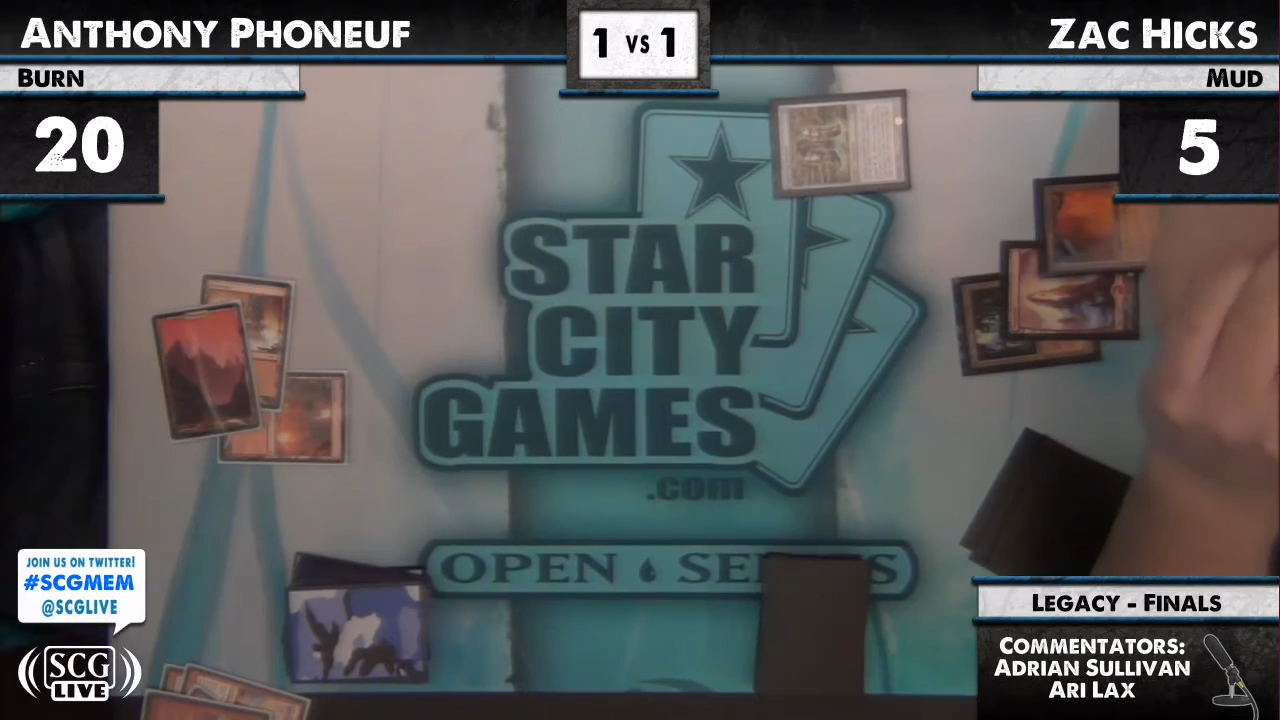 ANTHONY PHONEUF
1 VS 1
ZAC HICKS
BURN
MUD
20
5
STAR
CITY
GAMES
.com
OPEN SE S
JOIN US ON TWITTER!
#SCGMEM
@SCGLIVE
SCG
LIVE
LEGACY - FINALS
COMMENTATORS:
ADRIAN SULLIVAN
ARI LAX